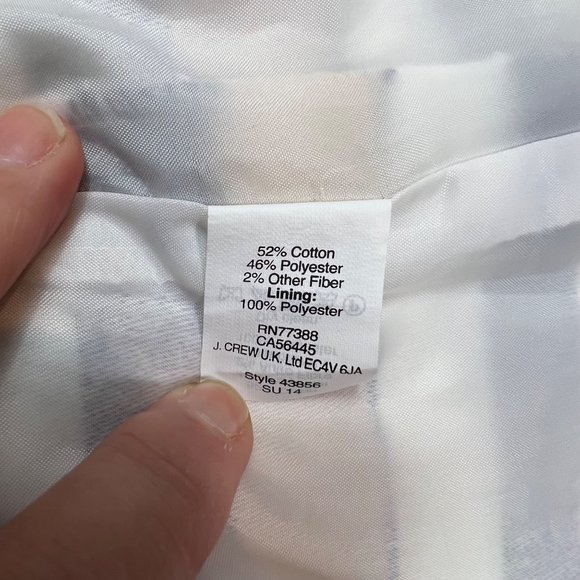 52% Cotton
46% Polyester
2% Other Fiber
Lining:
100% Polyester
RN77388
CA56445
J. CREW U.K. Ltd EC4V 6JA
Style 43856
SU 14